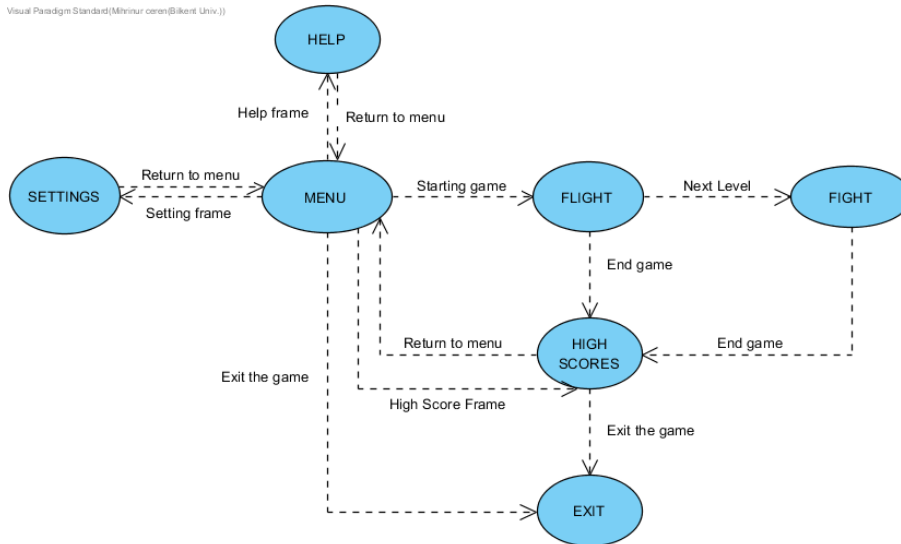 Visual Paradigm Standard(Mihrinur ceren(Bilkent Univ.))
HELP
Help frame
Return to menu
SETTINGS
Return to menu
Setting frame
MENU
Starting game
FLIGHT
Next Level
FIGHT
End game
Return to menu
HIGH
SCORES
End game
Exit the game
High Score Frame
Exit the game
EXIT